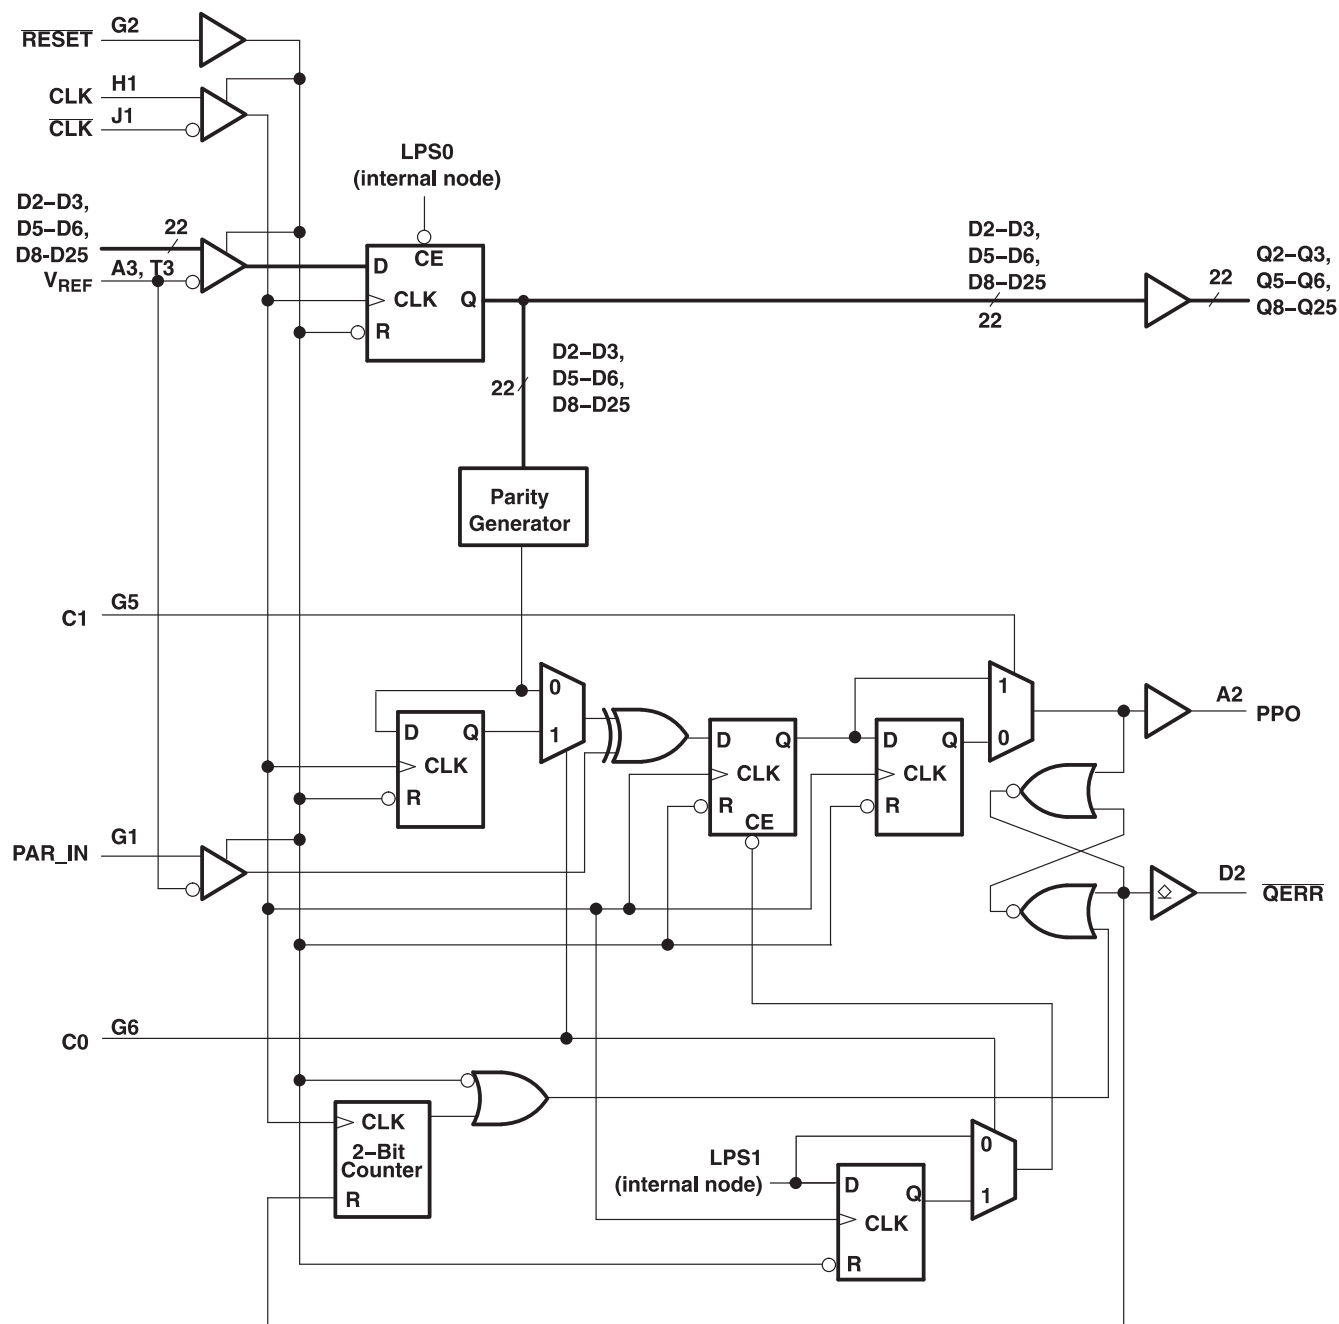 RESET G2
CLK H1
CLK J1
LPS0
(internal node)
D2–D3,
D5–D6,
D8-D25
22
VREF A3, T3
D CE
CLK Q
R
D2–D3,
D5–D6,
D8–D25
22
22
Q2–Q3,
Q5–Q6,
Q8–Q25
22
D2–D3,
D5–D6,
D8–D25
Parity
Generator
C1 G5
0
1
D Q
CLK
R
D Q
CLK
R
CE
D Q
CLK
R
1
0
A2
PPO
PAR_IN G1
D2
QERR
C0 G6
CLK
2–Bit
Counter
R
LPS1
(internal node)
D Q
CLK
R
0
1